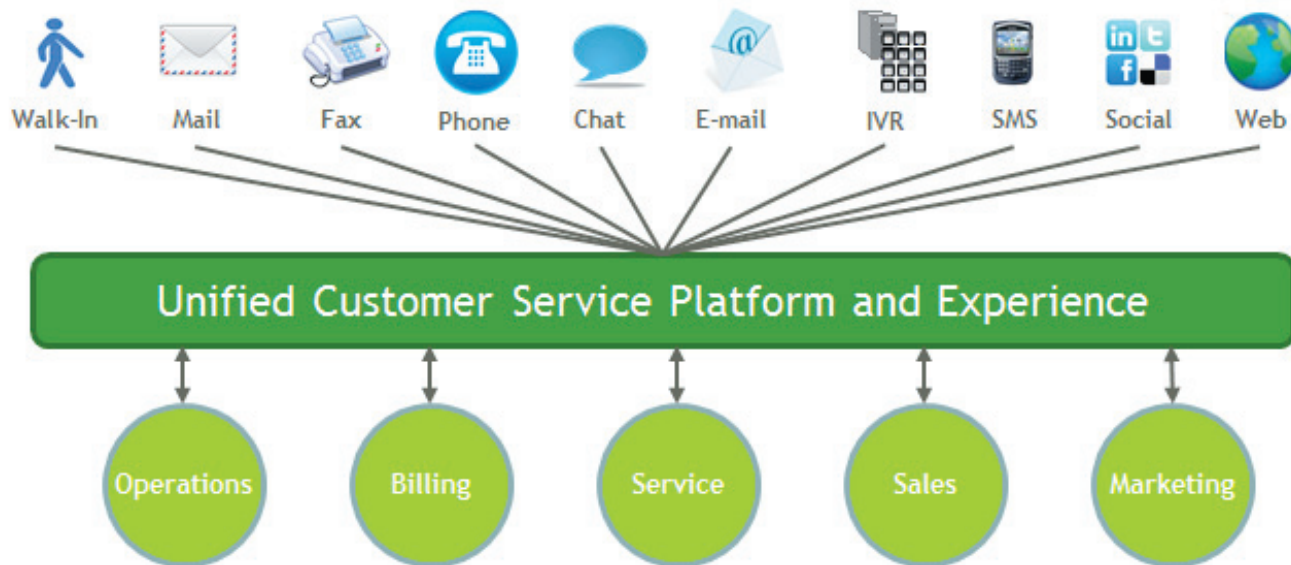 Walk-In
Mail
Fax
Phone
Chat
E-mail
IVR
SMS
Social
Web
Unified Customer Service Platform and Experience
Operations
Billing
Service
Sales
Marketing